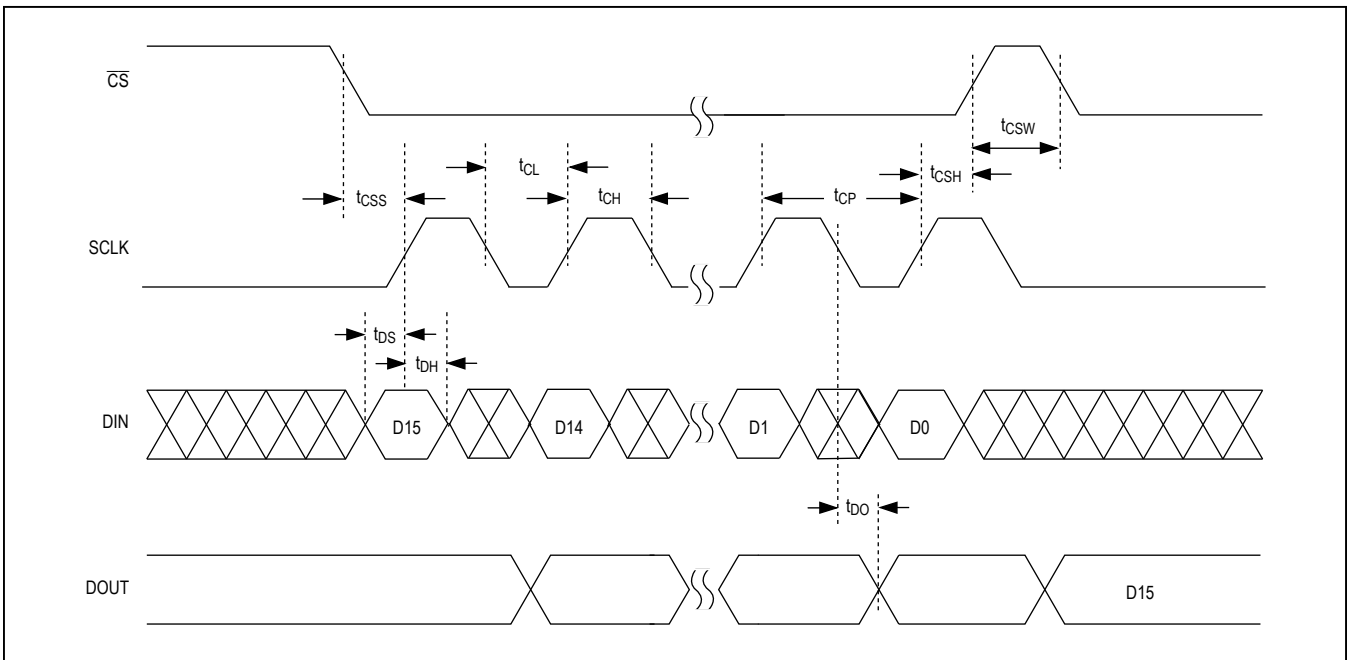 CS
tCSW
tCL
tCSH
tCSS
tCH
tCP
SCLK
tDS
tDH
DIN
D15
D14
D1
D0
tDO
DOUT
D15